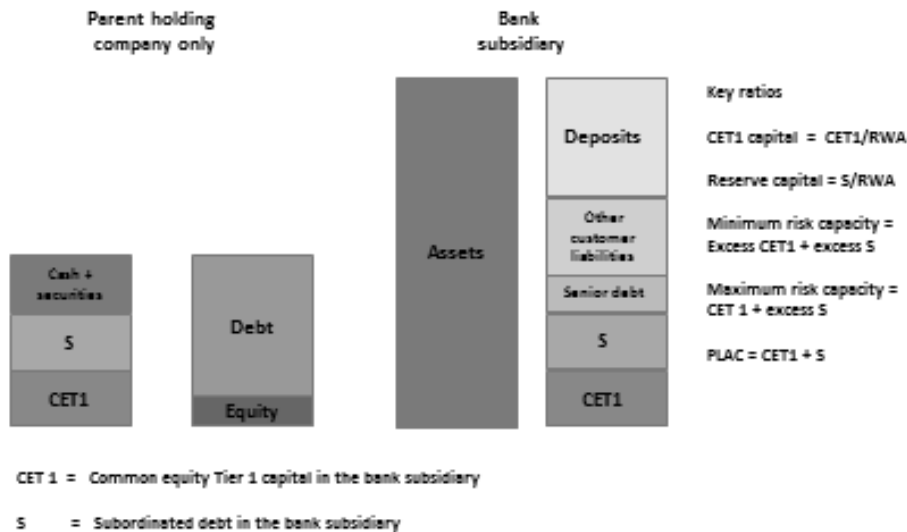 Parent holding
company only
Bank
subsidiary
Cash +
securities
S
CET1
Debt
Equity
Assets
Deposits
Other
customer
liabilities
Senior debt
S
CET1
Key ratios
CET1 capital = CET1/RWA
Reserve capital = S/RWA
Minimum risk capacity =
Excess CET1 + excess S
Maximum risk capacity =
CET 1 + excess S
PLAC = CET1 + S
CET 1 = Common equity Tier 1 capital in the bank subsidiary
S = Subordinated debt in the bank subsidiary